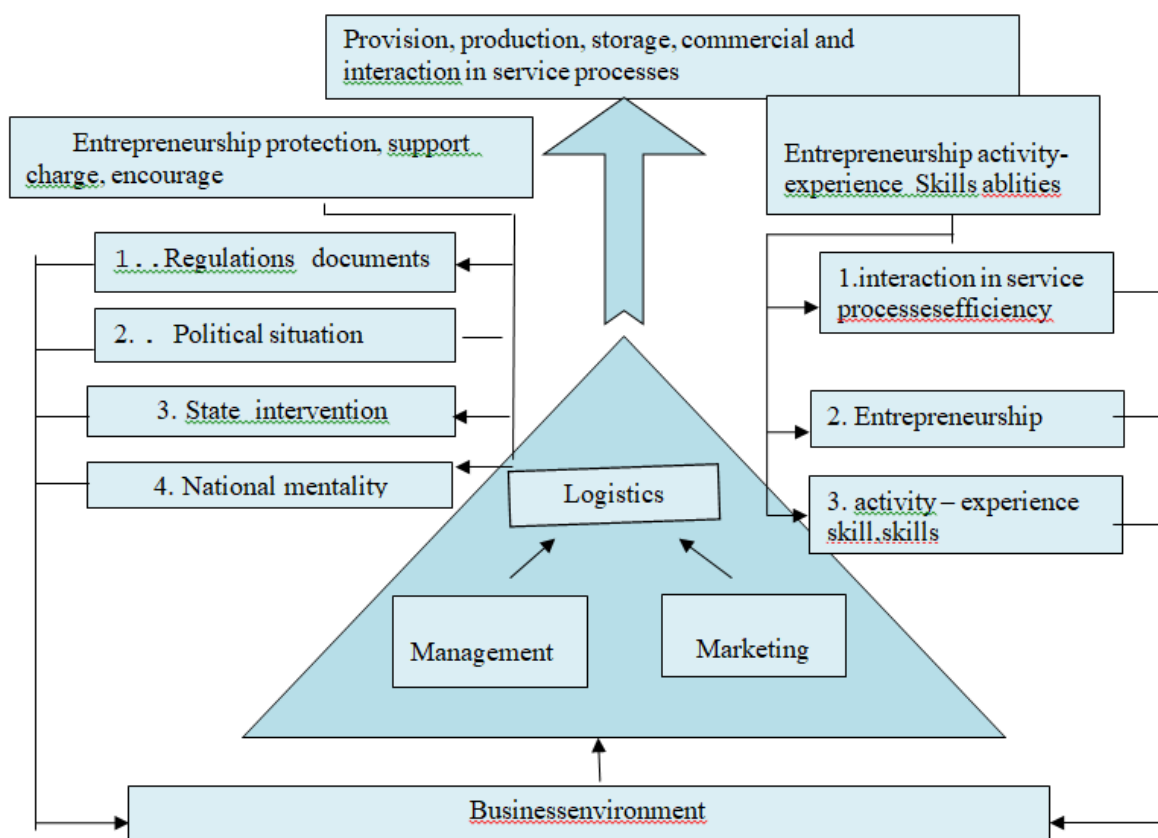 Provision, production, storage, commercial and
interaction in service processes
Entrepreneurship protection, support
charge, encourage
Entrepreneurship activity-
experience Skills ablities
1. . Regulations documents
2. . Political situation
3. State intervention
4. National mentality
1.interaction in service
processesefficiency
2. Entrepreneurship
3. activity – experience
skill,skills
Logistics
Management
Marketing
Businessenvironment